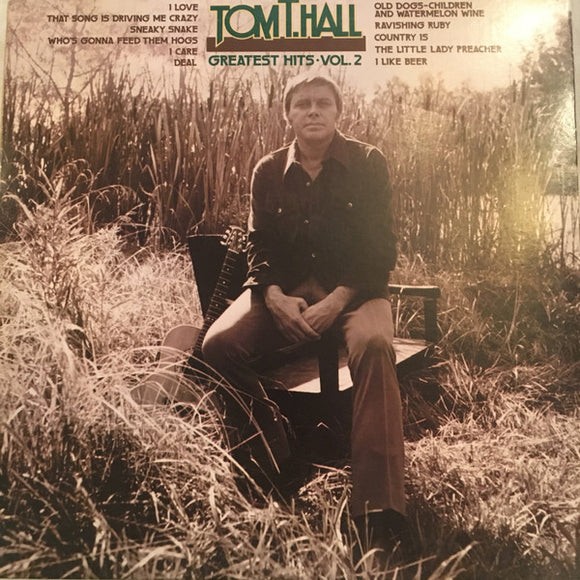 I LOVE
THAT SONG IS DRIVING ME CRAZY
SNEAKY SNAKE
WHO'S GONNA FEED THEM HOGS
I CARE
DEAL
TOM T. HALL
GREATEST HITS · VOL. 2
OLD DOGS-CHILDREN
AND WATERMELON WINE
RAVISHING RUBY
COUNTRY IS
THE LITTLE LADY PREACHER
I LIKE BEER